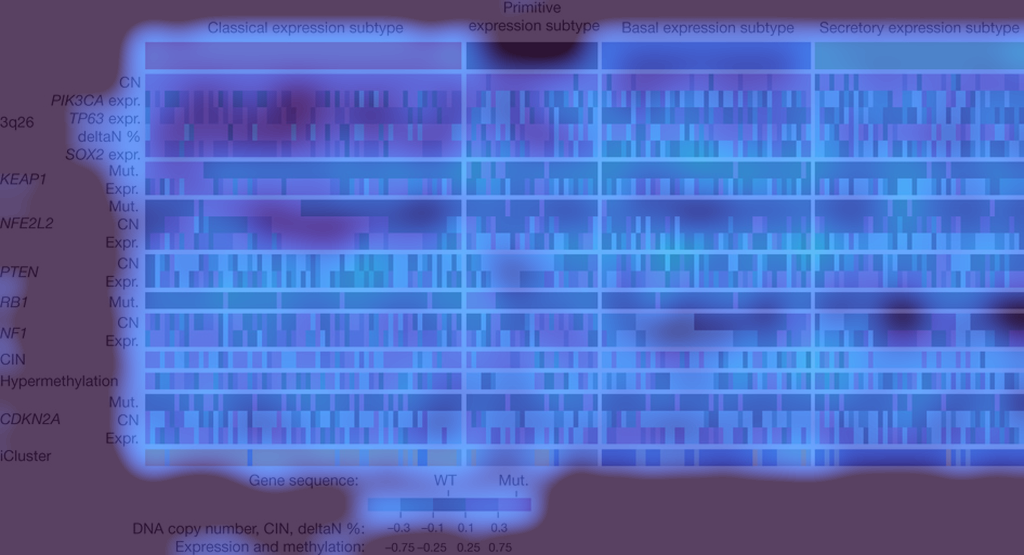 Classical expression subtype
Primitive
expression subtype
Basal expression subtype
Secretory expression subtype
3q26
CN
PIK3CA expr.
TP63 expr.
deltaN %
SOX2 expr.
KEAP1
Mut.
Expr.
NFE2L2
Mut.
CN
Expr.
PTEN
CN
Expr.
RB1
Mut.
NF1
CN
Expr.
CIN
Hypermethylation
CDKN2A
Mut.
CN
Expr.
iCluster
Gene sequence: WT Mut.
DNA copy number, CIN, deltaN %: −0.3 −0.1 0.1 0.3
Expression and methylation: −0.75 −0.25 0.25 0.75